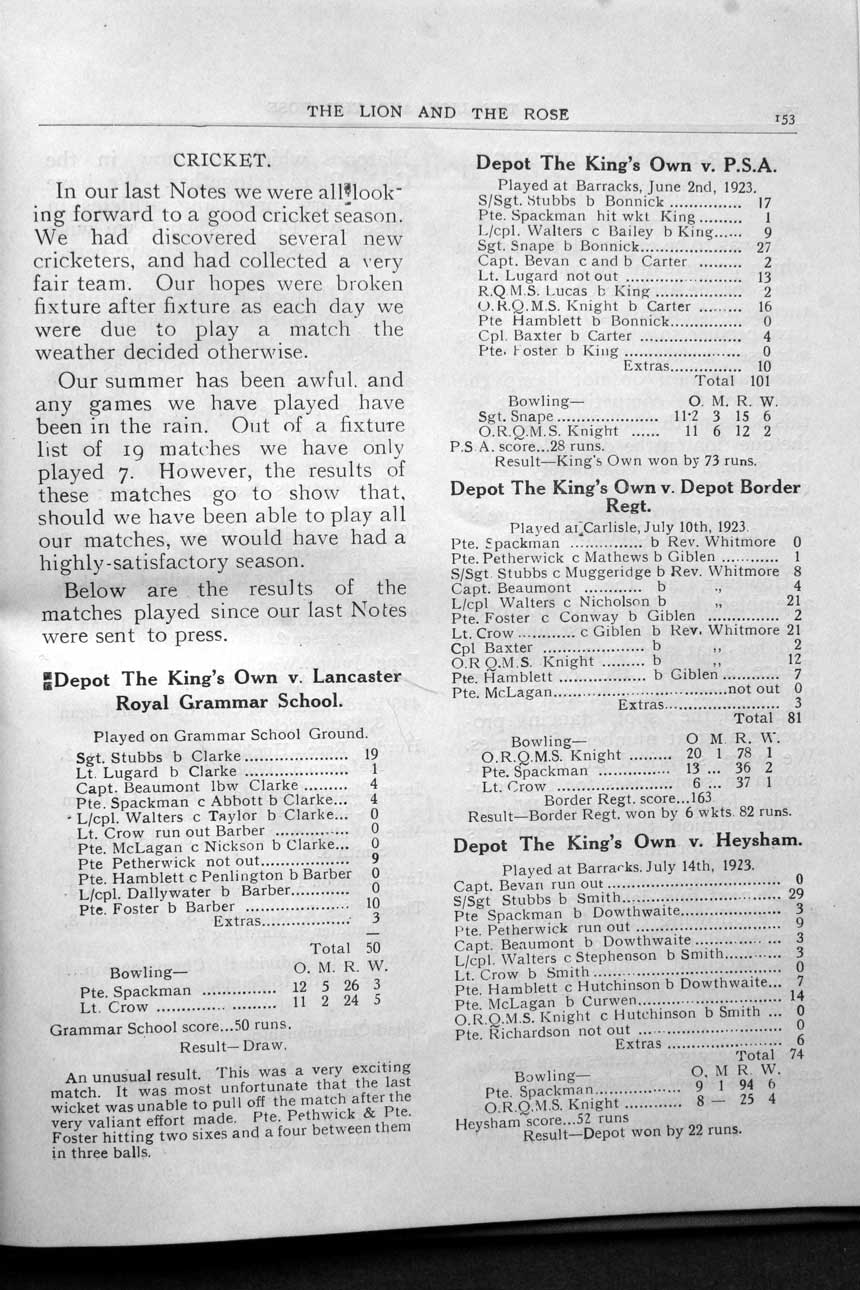 THE LION AND THE ROSE 153
CRICKET.
In our last Notes we were all look-
ing forward to a good cricket season.
We had discovered several new
cricketers, and had collected a very
fair team. Our hopes were broken
fixture after fixture as each day we
were due to play a match the
weather decided otherwise.
Our summer has been awful. and
any games we have played have
been in the rain. Out of a fixture
list of 19 matches we have only
played 7. However, the results of
these matches go to show that,
should we have been able to play all
our matches, we would have had a
highly-satisfactory season.
Below are the results of the
matches played since our last Notes
were sent to press.
Depot The King's Own v. Lancaster
Royal Grammar School.
Played on Grammar School Ground.
Sgt. Stubbs b Clarke..................... 19
Lt. Lugard b Clarke ..................... 1
Capt. Beaumont lbw Clarke ......... 4
Pte. Spackman c Abbott b Clarke... 4
L/cpl. Walters c Taylor b Clarke... 0
Lt. Crow run out Barber ............... 0
Pte. McLagan c Nickson b Clarke... 0
Pte Petherwick not out.................. 9
Pte. Hamblett c Penlington b Barber 0
L/cpl. Dallywater b Barber............ 0
Pte. Foster b Barber ..................... 10
Extras.................. 3
Total 50
Bowling— O. M. R. W.
Pte. Spackman ............... 12 5 26 3
Lt. Crow ........................ 11 2 24 5
Grammar School score...50 runs.
Result—Draw.
An unusual result. This was a very exciting
match. It was most unfortunate that the last
wicket was unable to pull off the match after the
very valiant effort made. Pte. Pethwick & Pte.
Foster hitting two sixes and a four between them
in three balls.
Depot The King's Own v. P.S.A.
Played at Barracks, June 2nd, 1923.
S/Sgt. Stubbs b Bonnick ............... 17
Pte. Spackman hit wkt King ......... 1
L/cpl. Walters c Bailey b King...... 9
Sgt. Snape b Bonnick..................... 27
Capt. Bevan c and b Carter ......... 2
Lt. Lugard not out ........................ 13
R.Q M.S. Lucas b King .................. 2
O.R.Q.M.S. Knight b Carter ......... 16
Pte Hamblett b Bonnick............... 0
Cpl. Baxter b Carter ..................... 4
Pte. Foster b King ........................ 0
Extras............... 10
Total 101
Bowling— O. M. R. W.
Sgt. Snape ..................... 11·2 3 15 6
O.R.Q.M.S. Knight ...... 11 6 12 2
P.S A. score...28 runs.
Result—King's Own won by 73 runs.
Depot The King's Own v. Depot Border
Regt.
Played at Carlisle, July 10th, 1923.
Pte. Spackman ............... b Rev. Whitmore 0
Pte. Petherwick c Mathews b Giblen ............ 1
S/Sgt. Stubbs c Muggeridge b Rev. Whitmore 8
Capt. Beaumont ............ b ,, 4
L/cpl Walters c Nicholson b ,, 21
Pte. Foster c Conway b Giblen ............... 2
Lt. Crow ............ c Giblen b Rev. Whitmore 21
Cpl Baxter ..................... b ,, 2
O.R Q.M.S. Knight ......... b ,, 12
Pte. Hamblett .................. b Giblen ............ 7
Pte. McLagan....................................not out 0
Extras........................ 3
Total 81
Bowling— O M. R. W.
O.R.Q.M.S. Knight ......... 20 1 78 1
Pte. Spackman ............... 13 ... 36 2
Lt. Crow ........................ 6 ... 37 1
Border Regt. score...163
Result—Border Regt. won by 6 wkts. 82 runs.
Depot The King's Own v. Heysham.
Played at Barracks. July 14th, 1923.
Capt. Bevan run out .................................... 0
S/Sgt Stubbs b Smith................................. 29
Pte Spackman b Dowthwaite..................... 3
Pte. Petherwick run out .............................. 9
Capt. Beaumont b Dowthwaite .................. 3
L/cpl. Walters c Stephenson b Smith............ 3
Lt. Crow b Smith ....................................... 0
Pte. Hamblett c Hutchinson b Dowthwaite... 7
Pte. McLagan b Curwen.............................. 14
O.R.Q.M.S. Knight c Hutchinson b Smith ... 0
Pte. Richardson not out .............................. 0
Extras ........................ 6
Total 74
Bowling— O. M R. W.
Pte. Spackman.................. 9 1 94 6
O.R.Q.M.S. Knight ............ 8 — 25 4
Heysham score...52 runs
Result—Depot won by 22 runs.